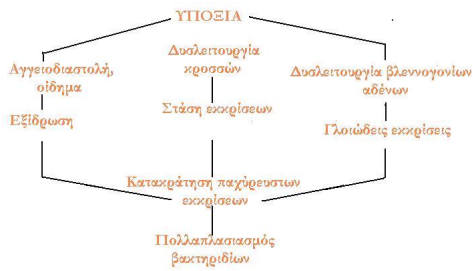 ΥΠΟΞΙΑ
Αγγειοδιαστολή,
οίδημα
Εξίδρωση
Δυσλειτουργία
κροσσών
Στάση εκκρίσεων
Δυσλειτουργία βλεννογονίων
αδένων
Γλοιώδεις εκκρίσεις
Κατακράτηση παχύρευστων
εκκρίσεων
Πολλαπλασιασμός
βακτηριδίων